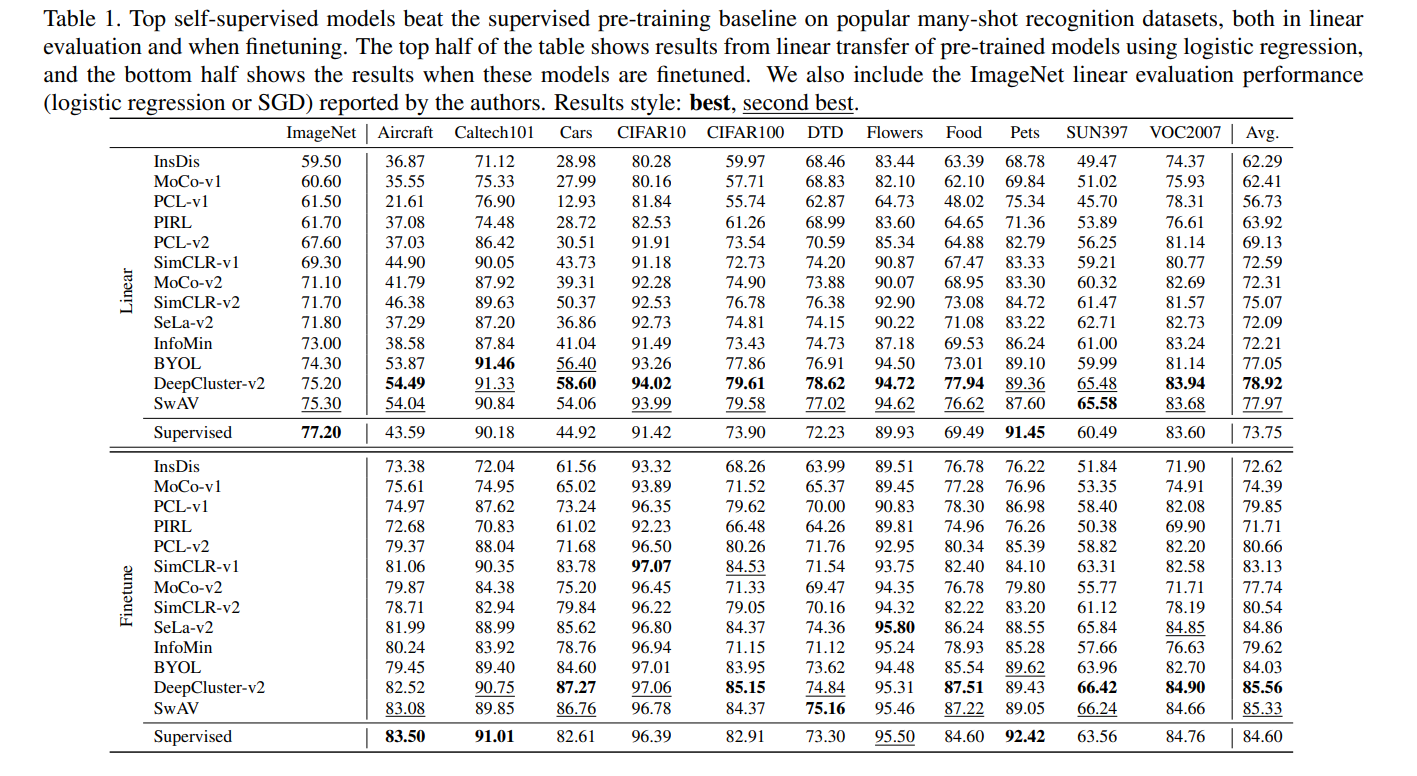 Table 1. Top self-supervised models beat the supervised pre-training baseline on popular many-shot recognition datasets, both in linear
evaluation and when finetuning. The top half of the table shows results from linear transfer of pre-trained models using logistic regression,
and the bottom half shows the results when these models are finetuned. We also include the ImageNet linear evaluation performance
(logistic regression or SGD) reported by the authors. Results style: best, second best.
ImageNet Aircraft Caltech101 Cars CIFAR10 CIFAR100 DTD Flowers Food Pets SUN397 VOC2007 Avg.
Linear
InsDis 59.50 36.87 71.12 28.98 80.28 59.97 68.46 83.44 63.39 68.78 49.47 74.37 62.29
MoCo-v1 60.60 35.55 75.33 27.99 80.16 57.71 68.83 82.10 62.10 69.84 51.02 75.93 62.41
PCL-v1 61.50 21.61 76.90 12.93 81.84 55.74 62.87 64.73 48.02 75.34 45.70 78.31 56.73
PIRL 61.70 37.08 74.48 28.72 82.53 61.26 68.99 83.60 64.65 71.36 53.89 76.61 63.92
PCL-v2 67.60 37.03 86.42 30.51 91.91 73.54 70.59 85.34 64.88 82.79 56.25 81.14 69.13
SimCLR-v1 69.30 44.90 90.05 43.73 91.18 72.73 74.20 90.87 67.47 83.33 59.21 80.77 72.59
MoCo-v2 71.10 41.79 87.92 39.31 92.28 74.90 73.88 90.07 68.95 83.30 60.32 82.69 72.31
SimCLR-v2 71.70 46.38 89.63 50.37 92.53 76.78 76.38 92.90 73.08 84.72 61.47 81.57 75.07
SeLa-v2 71.80 37.29 87.20 36.86 92.73 74.81 74.15 90.22 71.08 83.22 62.71 82.73 72.09
InfoMin 73.00 38.58 87.84 41.04 91.49 73.43 74.73 87.18 69.53 86.24 61.00 83.24 72.21
BYOL 74.30 53.87 91.46 56.40 93.26 77.86 76.91 94.50 73.01 89.10 59.99 81.14 77.05
DeepCluster-v2 75.20 54.49 91.33 58.60 94.02 79.61 78.62 94.72 77.94 89.36 65.48 83.94 78.92
SwAV 75.30 54.04 90.84 54.06 93.99 79.58 77.02 94.62 76.62 87.60 65.58 83.68 77.97
Supervised 77.20 43.59 90.18 44.92 91.42 73.90 72.23 89.93 69.49 91.45 60.49 83.60 73.75
Finetune
InsDis 73.38 72.04 61.56 93.32 68.26 63.99 89.51 76.78 76.22 51.84 71.90 72.62
MoCo-v1 75.61 74.95 65.02 93.89 71.52 65.37 89.45 77.28 76.96 53.35 74.91 74.39
PCL-v1 74.97 87.62 73.24 96.35 79.62 70.00 90.83 78.30 86.98 58.40 82.08 79.85
PIRL 72.68 70.83 61.02 92.23 66.48 64.26 89.81 74.96 76.26 50.38 69.90 71.71
PCL-v2 79.37 88.04 71.68 96.50 80.26 71.76 92.95 80.34 85.39 58.82 82.20 80.66
SimCLR-v1 81.06 90.35 83.78 97.07 84.53 71.54 93.75 82.40 84.10 63.31 82.58 83.13
MoCo-v2 79.87 84.38 75.20 96.45 71.33 69.47 94.35 76.78 79.80 55.77 71.71 77.74
SimCLR-v2 78.71 82.94 79.84 96.22 79.05 70.16 94.32 82.22 83.20 61.12 78.19 80.54
SeLa-v2 81.99 88.99 85.62 96.80 84.37 74.36 95.80 86.24 88.55 65.84 84.85 84.86
InfoMin 80.24 83.92 78.76 96.94 71.15 71.12 95.24 78.93 85.28 57.66 76.63 79.62
BYOL 79.45 89.40 84.60 97.01 83.95 73.62 94.48 85.54 89.62 63.96 82.70 84.03
DeepCluster-v2 82.52 90.75 87.27 97.06 85.15 74.84 95.31 87.51 89.43 66.42 84.90 85.56
SwAV 83.08 89.85 86.76 96.78 84.37 75.16 95.46 87.22 89.05 66.24 84.66 85.33
Supervised 83.50 91.01 82.61 96.39 82.91 73.30 95.50 84.60 92.42 63.56 84.76 84.60